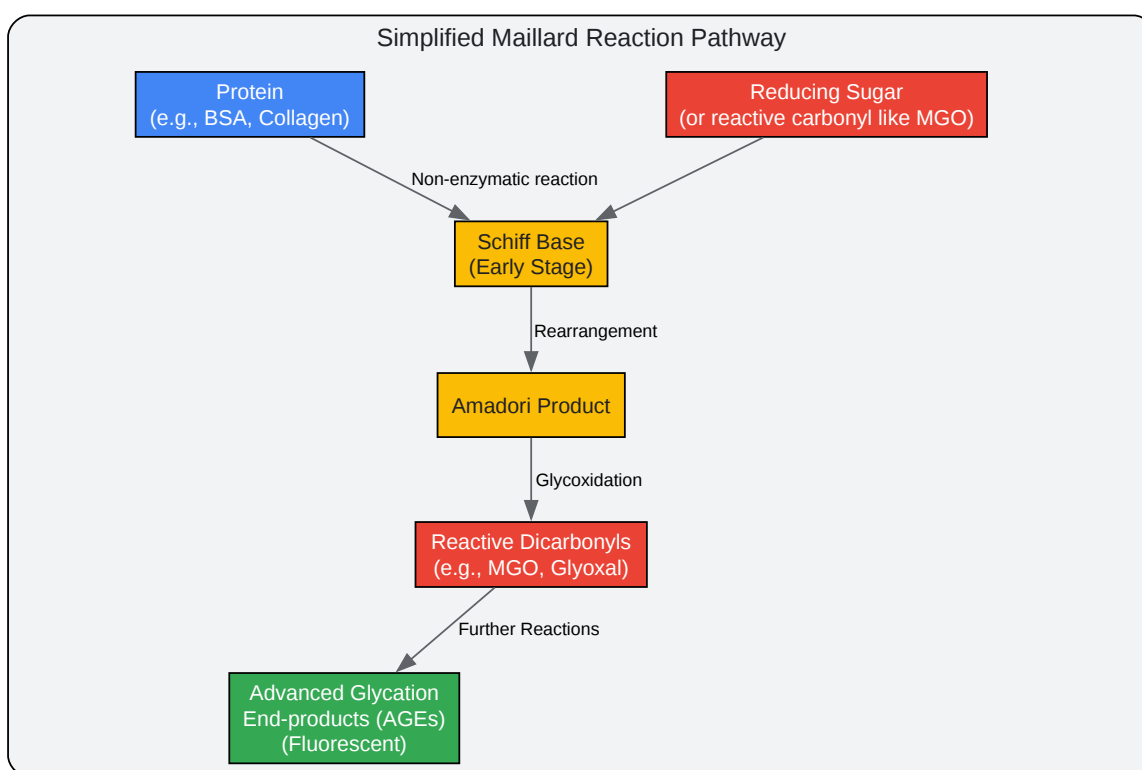 Simplified Maillard Reaction Pathway
Protein
(e.g., BSA, Collagen)
Reducing Sugar
(or reactive carbonyl like MGO)
Non-enzymatic reaction
Schiff Base
(Early Stage)
Rearrangement
Amadori Product
Glycoxidation
Reactive Dicarbonyls
(e.g., MGO, Glyoxal)
Further Reactions
Advanced Glycation
End-products (AGEs)
(Fluorescent)